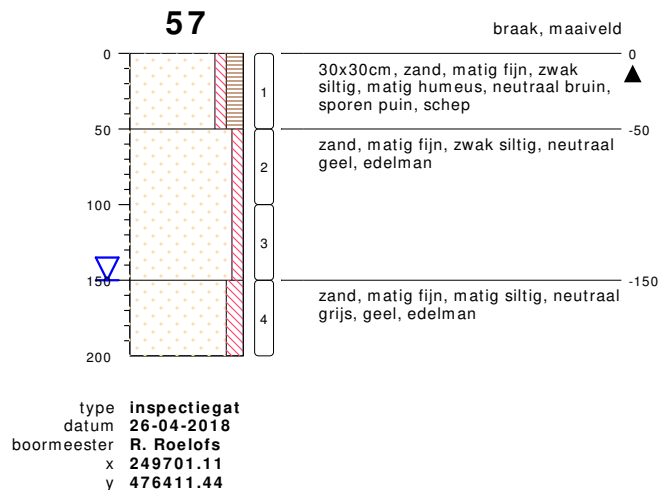 57
braak, maaiveld
0
0
30x30cm, zand, matig fijn, zwak
siltig, matig humeus, neutraal bruin,
sporen puin, schep
1
50
-50
zand, matig fijn, zwak siltig, neutraal
geel, edelman
2
100
3
150
-150
zand, matig fijn, matig siltig, neutraal
grijs, geel, edelman
4
200
type inspectiegat
datum 26-04-2018
boormeester R. Roelofs
x 249701.11
y 476411.44